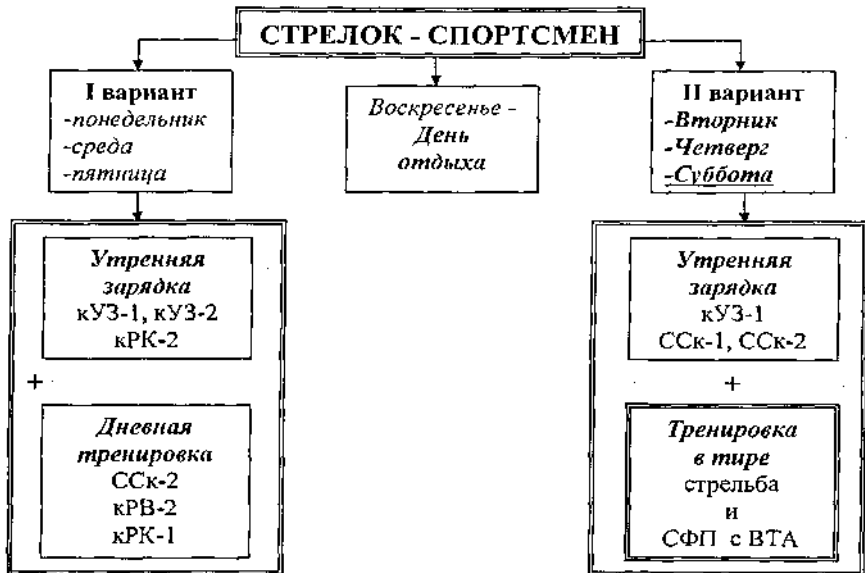 СТРЕЛОК - СПОРТСМЕН
I вариант
-понедельник
-среда
-пятница
Воскресенье -
День
отдыха
II вариант
-Вторник
-Четверг
-Суббота
Утренняя
зарядка
кУЗ-1, кУЗ-2
кРК-2
+
Дневная
тренировка
ССк-2
кРВ-2
кРК-1
Утренняя
зарядка
кУЗ-1
ССк-1, ССк-2
+
Тренировка
в тире
стрельба
и
СФП с ВТА